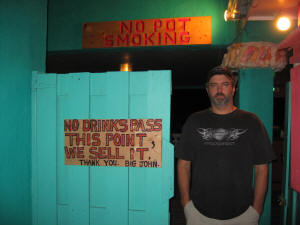 NO POT
SMOKING
NO DRINKS PASS
THIS POINT,
WE SELL IT.
THANK YOU. BIG JOHN.